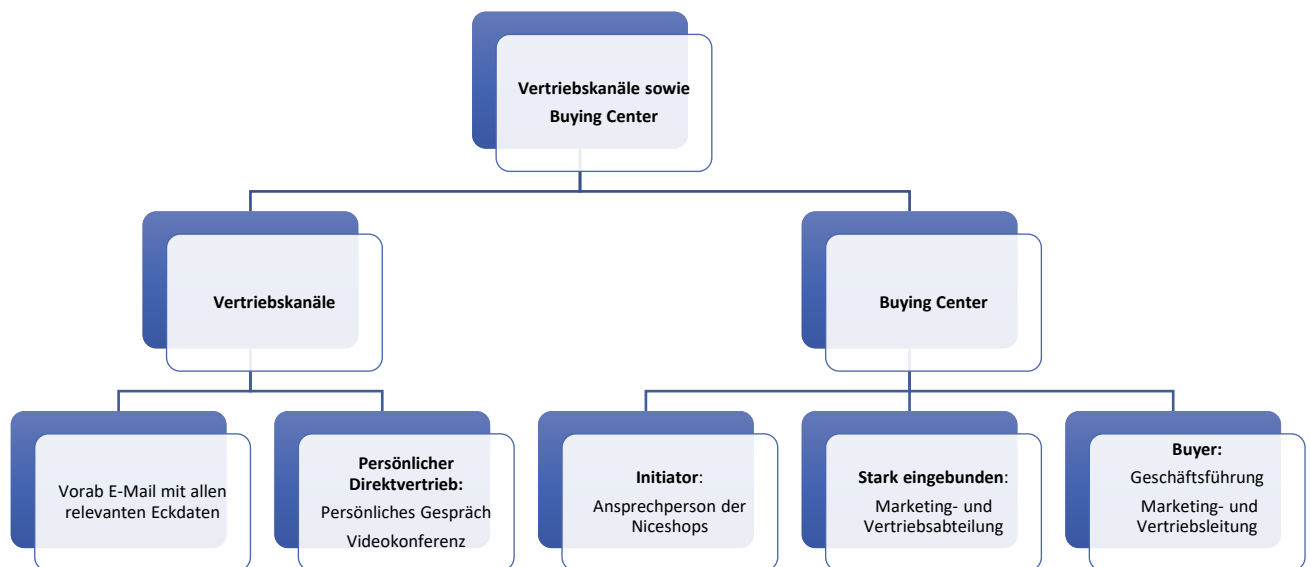 Vertriebskanäle sowie
Buying Center
Vertriebskanäle
Buying Center
Vorab E-Mail mit allen
relevanten Eckdaten
Persönlicher
Direktvertrieb:
Persönliches Gespräch
Videokonferenz
Initiator:
Ansprechperson der
Niceshops
Stark eingebunden:
Marketing- und
Vertriebsabteilung
Buyer:
Geschäftsführung
Marketing- und
Vertriebsleitung